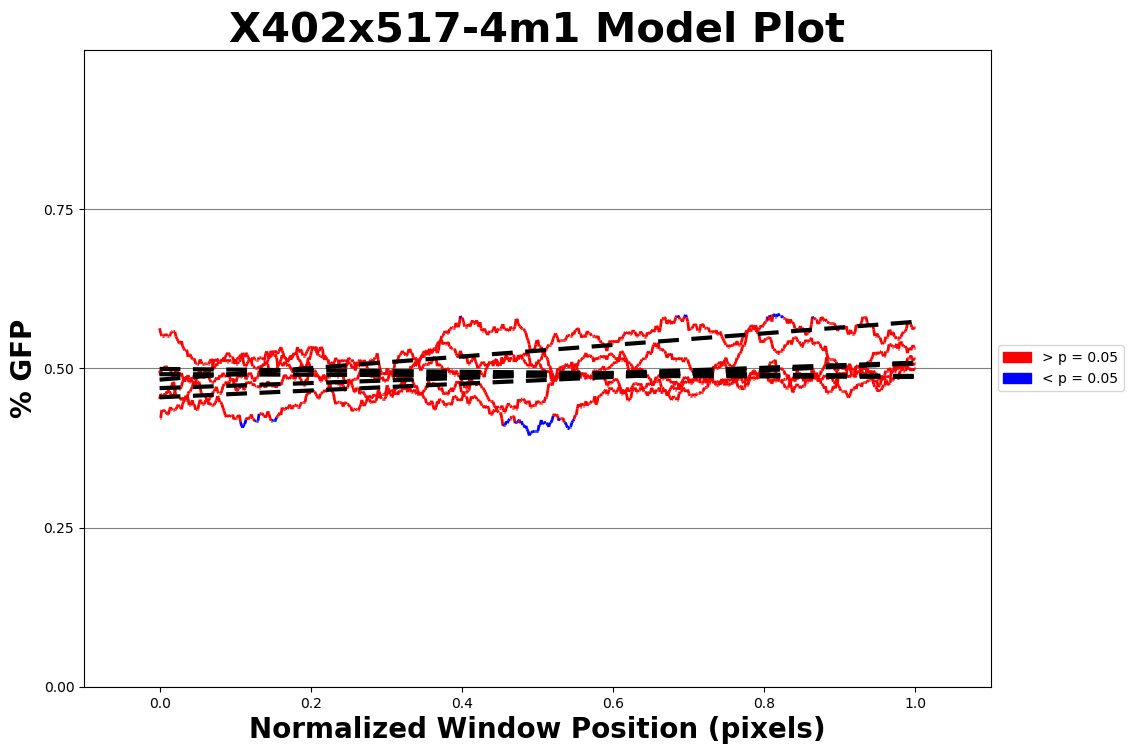 X402x517-4m1 Model Plot
% GFP
0.75
0.50
0.25
0.00
0.0 0.2 0.4 0.6 0.8 1.0
Normalized Window Position (pixels)
> p = 0.05
< p = 0.05